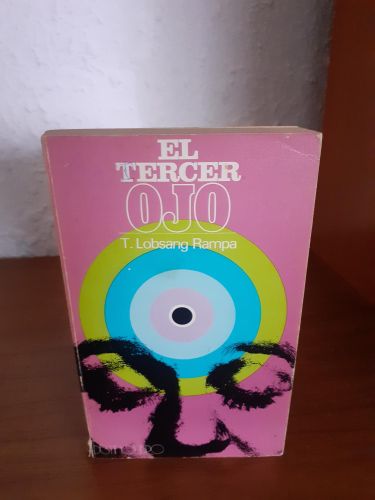 EL
TERCER
OJO
T. Lobsang Rampa